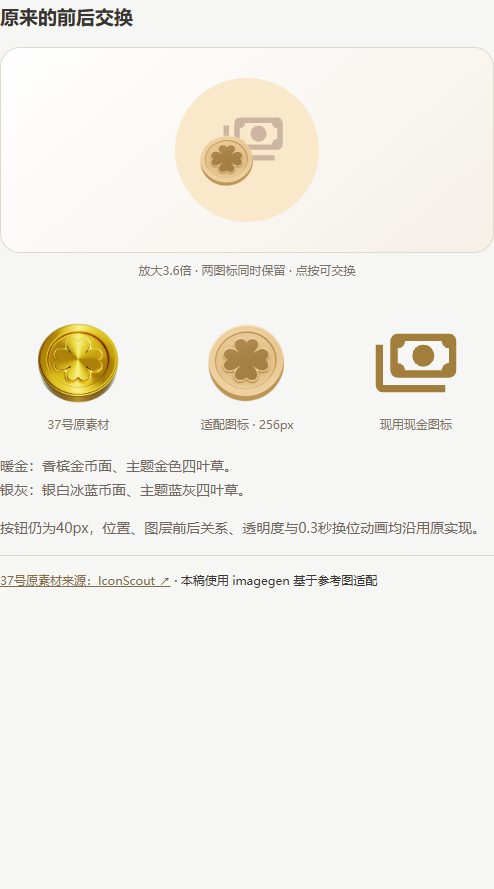 原来的前后交换
放大3.6倍 · 两图标同时保留 · 点按可交换
37号原素材
适配图标 · 256px
现用现金图标
暖金：香槟金币面、主题金色四叶草。
银灰：银白冰蓝币面、主题蓝灰四叶草。
按钮仍为40px，位置、图层前后关系、透明度与0.3秒换位动画均沿用原实现。
37号原素材来源：IconScout ↗ · 本稿使用 imagegen 基于参考图适配